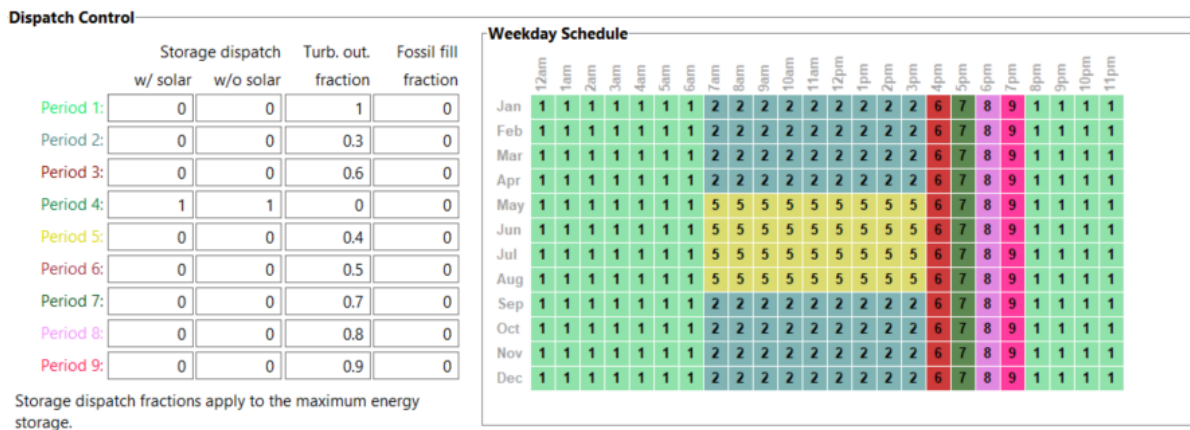 Dispatch Control
Storage dispatch Turb. out. Fossil fill
w/ solar w/o solar fraction fraction
Period 1: 0 0 1 0
Period 2: 0 0 0.3 0
Period 3: 0 0 0.6 0
Period 4: 1 1 0 0
Period 5: 0 0 0.4 0
Period 6: 0 0 0.5 0
Period 7: 0 0 0.7 0
Period 8: 0 0 0.8 0
Period 9: 0 0 0.9 0
Storage dispatch fractions apply to the maximum energy
storage.
Weekday Schedule
12am 1am 2am 3am 4am 5am 6am 7am 8am 9am 10am 11am 12pm 1pm 2pm 3pm 4pm 5pm 6pm 7pm 8pm 9pm 10pm 11pm
Jan 1 1 1 1 1 1 1 2 2 2 2 2 2 2 2 2 6 7 8 9 1 1 1 1
Feb 1 1 1 1 1 1 1 2 2 2 2 2 2 2 2 2 6 7 8 9 1 1 1 1
Mar 1 1 1 1 1 1 1 2 2 2 2 2 2 2 2 2 6 7 8 9 1 1 1 1
Apr 1 1 1 1 1 1 1 2 2 2 2 2 2 2 2 2 6 7 8 9 1 1 1 1
May 1 1 1 1 1 1 1 5 5 5 5 5 5 5 5 5 6 7 8 9 1 1 1 1
Jun 1 1 1 1 1 1 1 5 5 5 5 5 5 5 5 5 6 7 8 9 1 1 1 1
Jul 1 1 1 1 1 1 1 5 5 5 5 5 5 5 5 5 6 7 8 9 1 1 1 1
Aug 1 1 1 1 1 1 1 5 5 5 5 5 5 5 5 5 6 7 8 9 1 1 1 1
Sep 1 1 1 1 1 1 1 2 2 2 2 2 2 2 2 2 6 7 8 9 1 1 1 1
Oct 1 1 1 1 1 1 1 2 2 2 2 2 2 2 2 2 6 7 8 9 1 1 1 1
Nov 1 1 1 1 1 1 1 2 2 2 2 2 2 2 2 2 6 7 8 9 1 1 1 1
Dec 1 1 1 1 1 1 1 2 2 2 2 2 2 2 2 2 6 7 8 9 1 1 1 1